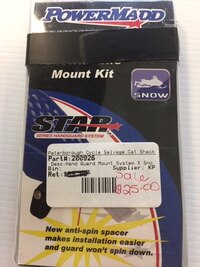 POWERMADD
Mount Kit
SNOW
STAR
SERIES HANDGUARD SYSTEM
Peterborough Cycle Salvage Cat Shack
Part#: 200926
Desc Hand Guard Mount System X Sno
Bin: Supplier: KP
Ret: $ Sale
$25.00
New anti-spin spacer
makes installation easier
and guard won't spin down.